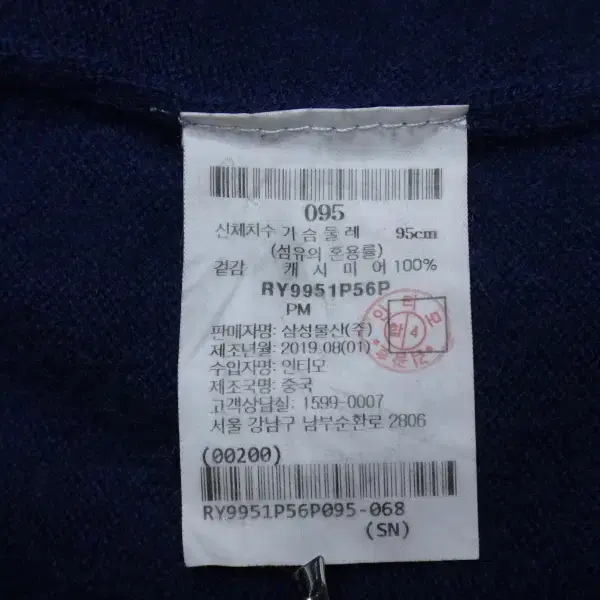 095
신체치수 가슴둘레 95cm
(섬유의 혼용률)
겉감 캐시미어 100%
RY9951P56P
PM
판매자명: 삼성물산(주)
제조년월: 2019.08(01)
수입자명: 인티모
제조국명: 중국
고객상담실: 1599-0007
서울 강남구 남부순환로 2806
(00200)
RY9951P56P095-068
(SN)